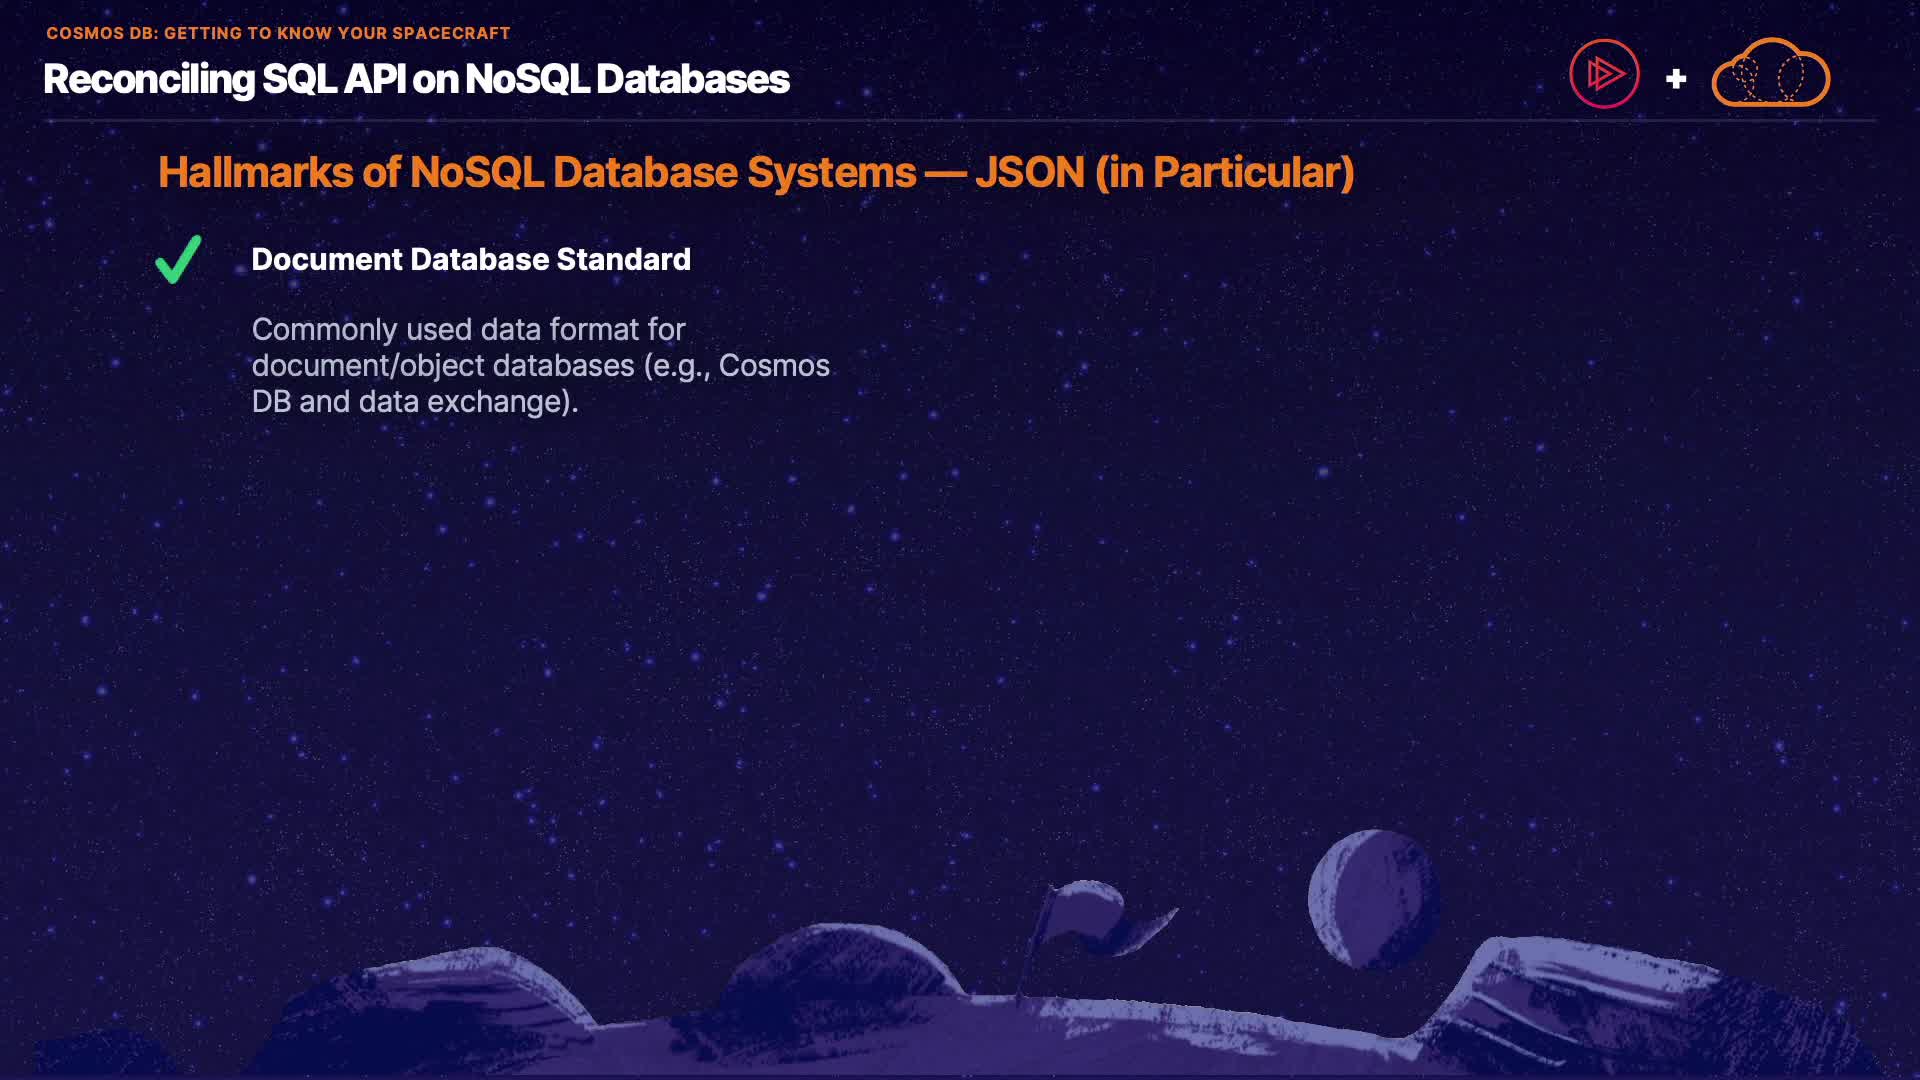 COSMOS DB: GETTING TO KNOW YOUR SPACECRAFT
Reconciling SQL API on NoSQL Databases
+
Hallmarks of NoSQL Database Systems — JSON (in Particular)
Document Database Standard
Commonly used data format for
document/object databases (e.g., Cosmos
DB and data exchange).